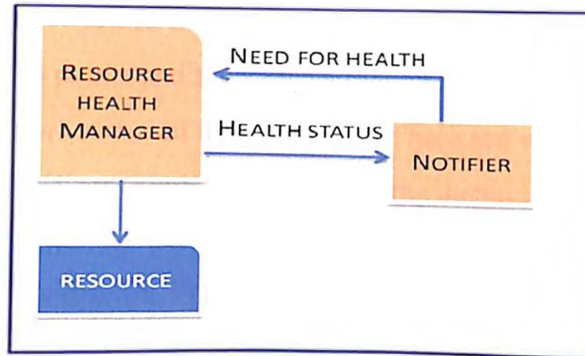 NEED FOR HEALTH
RESOURCE
HEALTH
MANAGER
HEALTH STATUS
NOTIFIER
RESOURCE